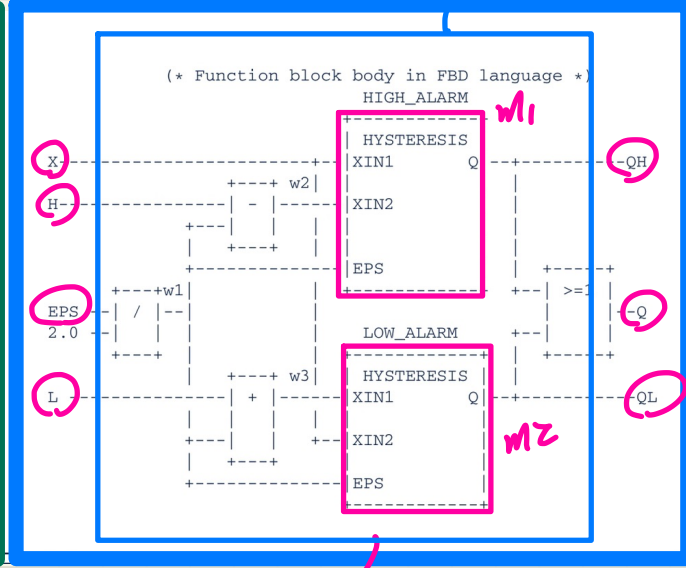 (* Function block body in FBD language *)
HIGH_ALARM
M1
HYSTERESIS
X XIN1 Q QH
w2
H - XIN2
EPS
w1 >=1
EPS / Q
2.0 LOW_ALARM
w3 HYSTERESIS
L + XIN1 Q QL
XIN2 M2
EPS